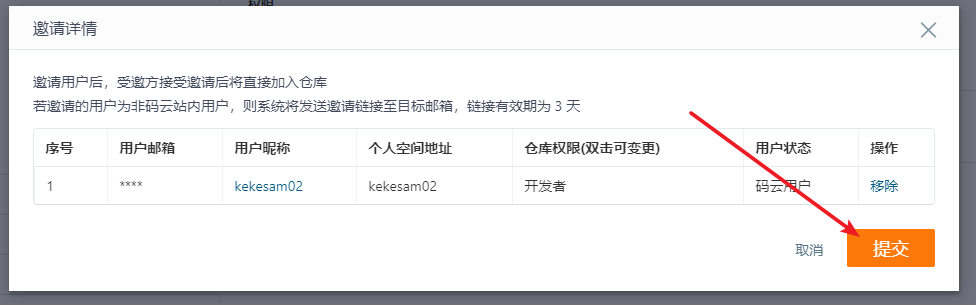 权限
邀请详情
邀请用户后，受邀方接受邀请后将直接加入仓库
若邀请的用户为非码云站内用户，则系统将发送邀请链接至目标邮箱，链接有效期为 3 天
序号 用户邮箱 用户昵称 个人空间地址 仓库权限(双击可变更) 用户状态 操作
1 **** kekesam02 kekesam02 开发者 码云用户 移除
取消 提交